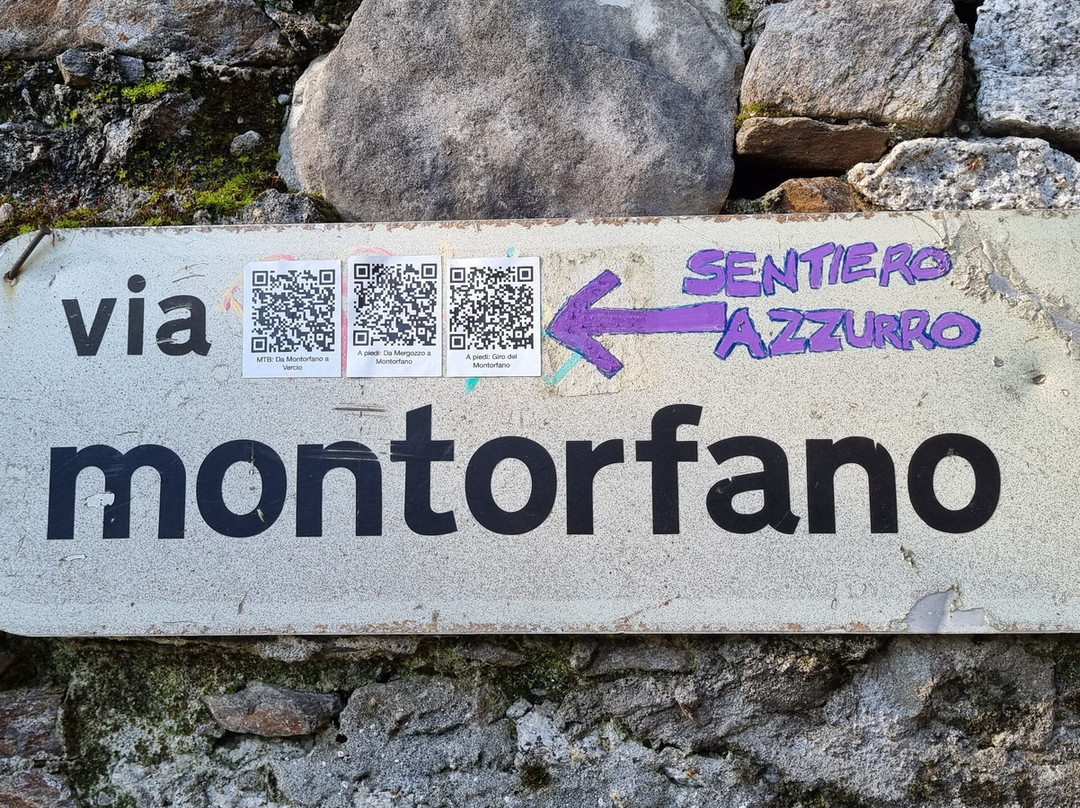 via
MTB: Da Montorfano a
Vercio
A piedi: Da Mergozzo a
Montorfano
A piedi: Giro del
Montorfano
SENTIERO
AZZURRO
montorfano